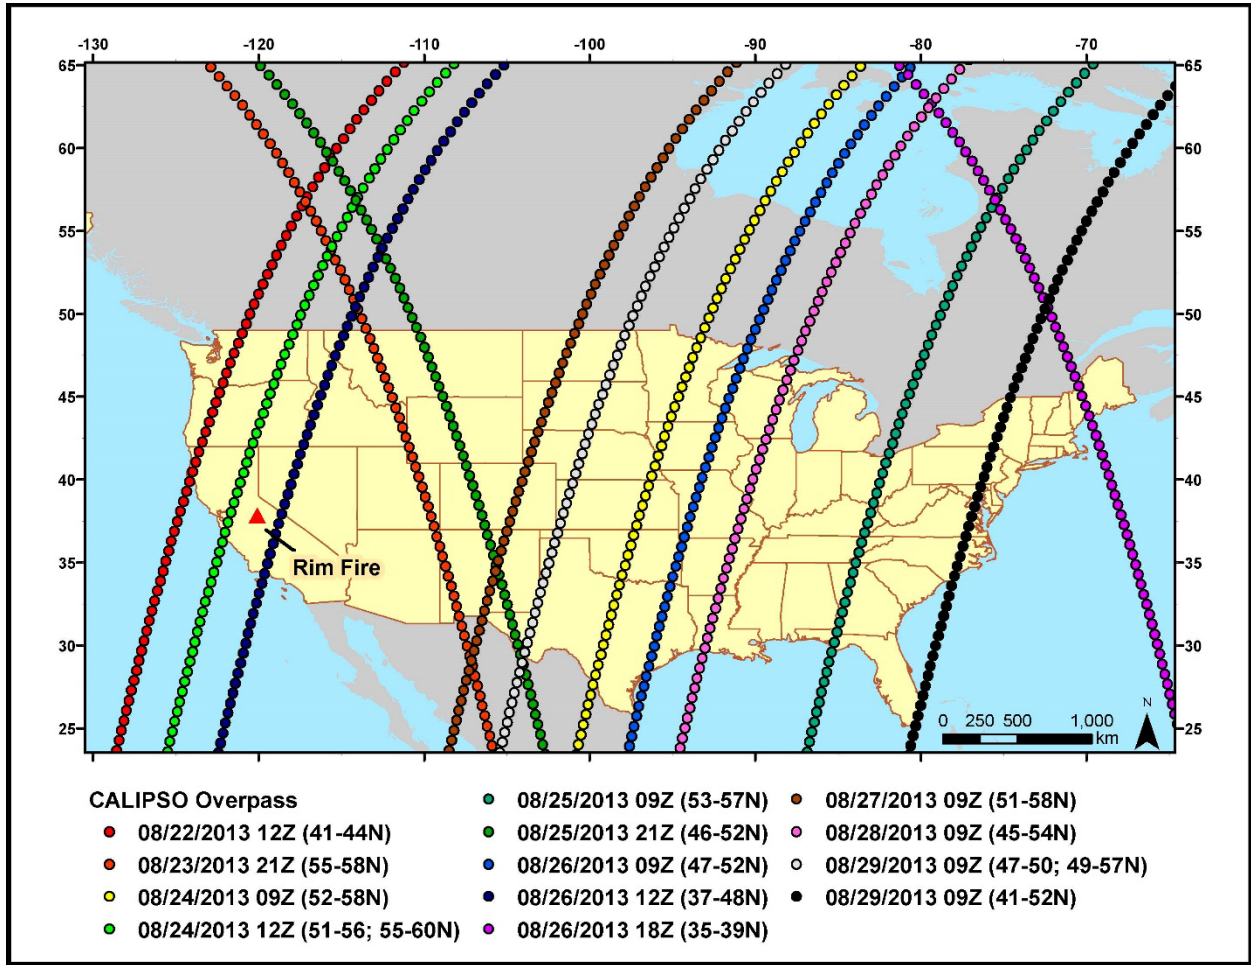 -130 -120 -110 -100 -90 -80 -70
65 65
60 60
55 55
50 50
45 45
40 40
35 35
30 30
25 25
Rim Fire
N
0 250 500 1,000
km
CALIPSO Overpass
08/22/2013 12Z (41-44N)
08/23/2013 21Z (55-58N)
08/24/2013 09Z (52-58N)
08/24/2013 12Z (51-56; 55-60N)
08/25/2013 09Z (53-57N)
08/25/2013 21Z (46-52N)
08/26/2013 09Z (47-52N)
08/26/2013 12Z (37-48N)
08/26/2013 18Z (35-39N)
08/27/2013 09Z (51-58N)
08/28/2013 09Z (45-54N)
08/29/2013 09Z (47-50; 49-57N)
08/29/2013 09Z (41-52N)